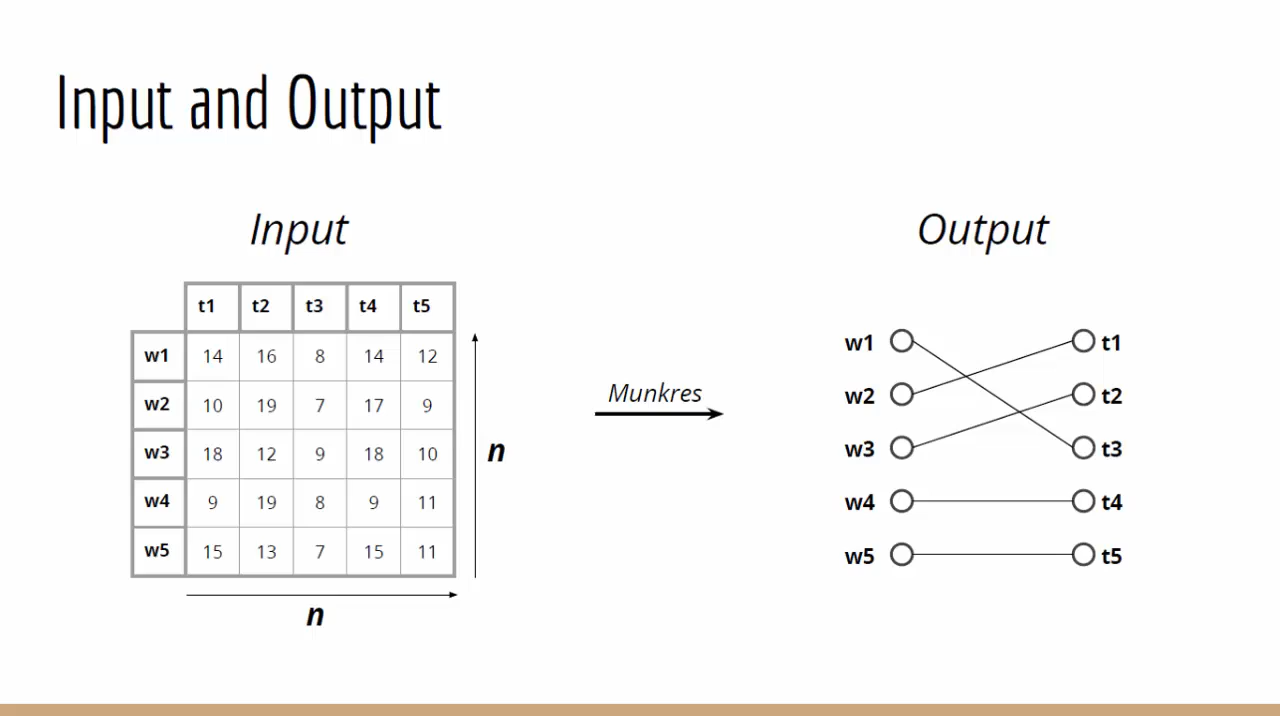 Input and Output
Input
Output
t1 t2 t3 t4 t5
w1 14 16 8 14 12
w2 10 19 7 17 9
w3 18 12 9 18 10
w4 9 19 8 9 11
w5 15 13 7 15 11
n
n
Munkres
w1 t1
w2 t2
w3 t3
w4 t4
w5 t5